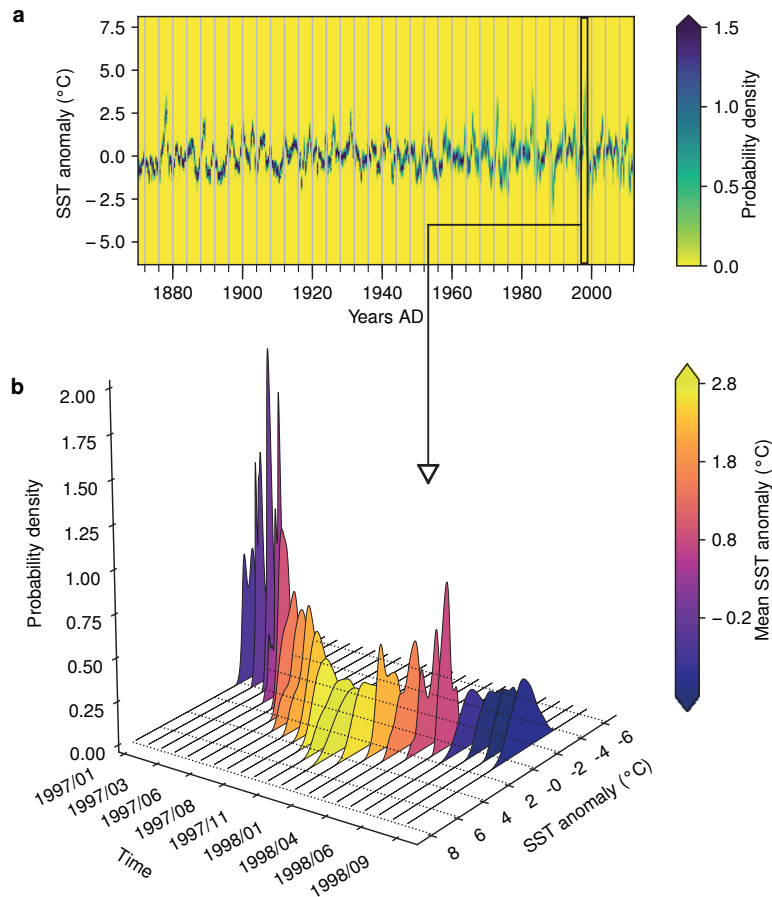 a
7.5
5.0
2.5
0.0
−2.5
−5.0
SST anomaly (°C)
1880 1900 1920 1940 1960 1980 2000
Years AD
1.5
1.0
0.5
0.0
Probability density
b
2.00
1.75
1.50
1.25
1.00
0.75
0.50
0.25
0.00
Probability density
1997/01
1997/03
1997/06
1997/08
1997/11
1998/01
1998/04
1998/06
1998/09
Time
8 6 4 2 -0 -2 -4 -6
SST anomaly (°C)
2.8
1.8
0.8
−0.2
Mean SST anomaly (°C)